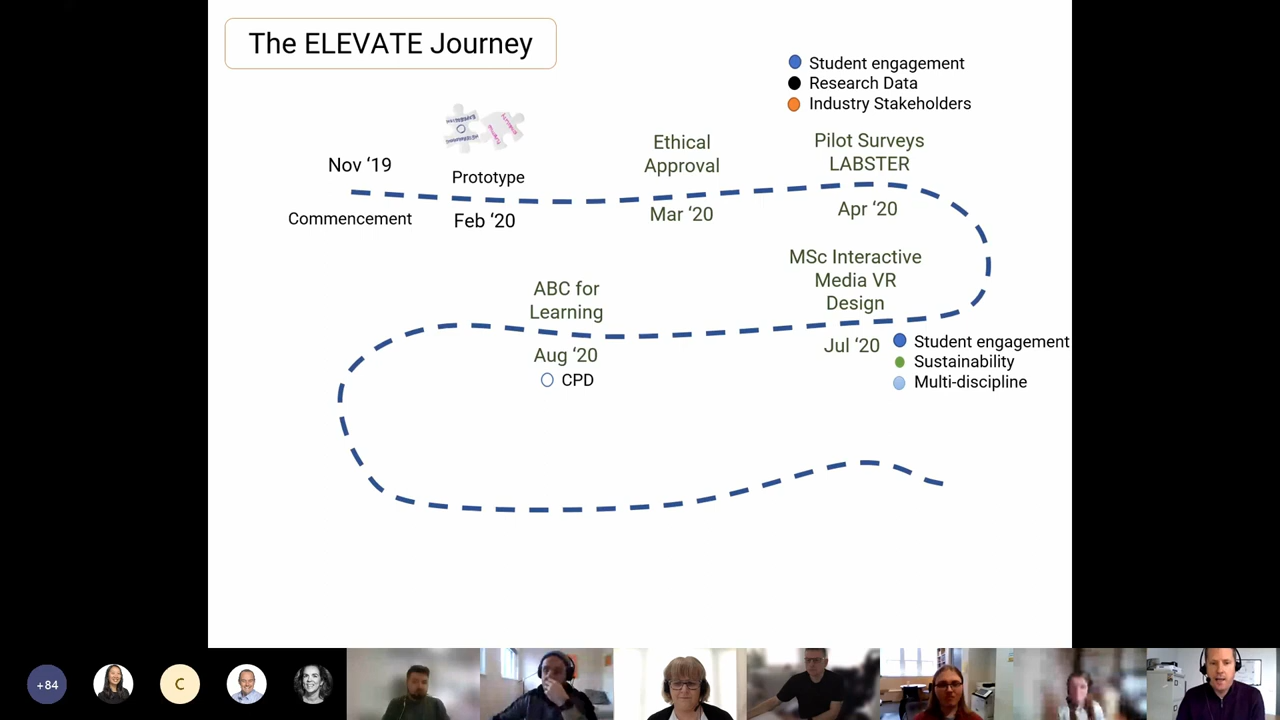 The ELEVATE Journey
Student engagement
Research Data
Industry Stakeholders
Nov ‘19
Prototype
Ethical
Approval
Pilot Surveys
LABSTER
Commencement
Feb ‘20
Mar ‘20
Apr ‘20
ABC for
Learning
MSc Interactive
Media VR
Design
Aug ‘20
CPD
Jul ‘20
Student engagement
Sustainability
Multi-discipline
+84
C